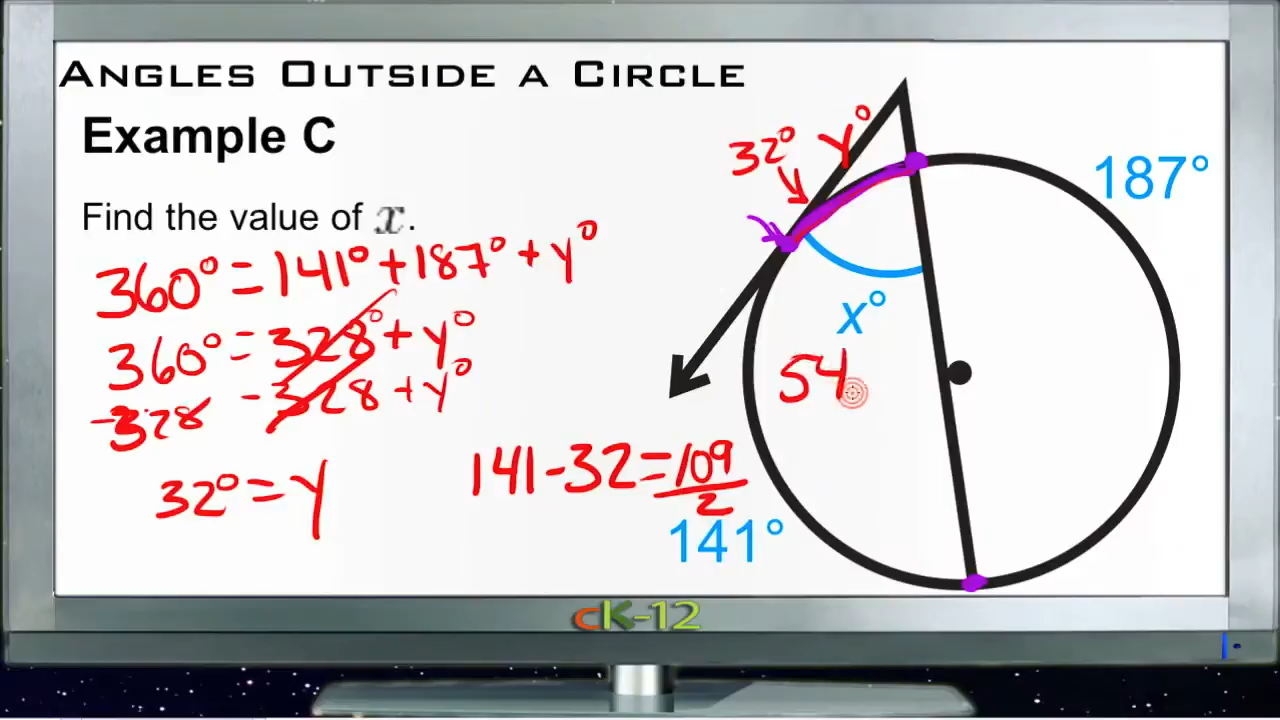 ANGLES OUTSIDE A CIRCLE
Example C
Find the value of x.
360° = 141° + 187° + y°
360° = 328° + y°
-328 -328 + y°
32° = y
141 - 32 = 109
2
32° y°
187°
x°
54
141°
cK-12